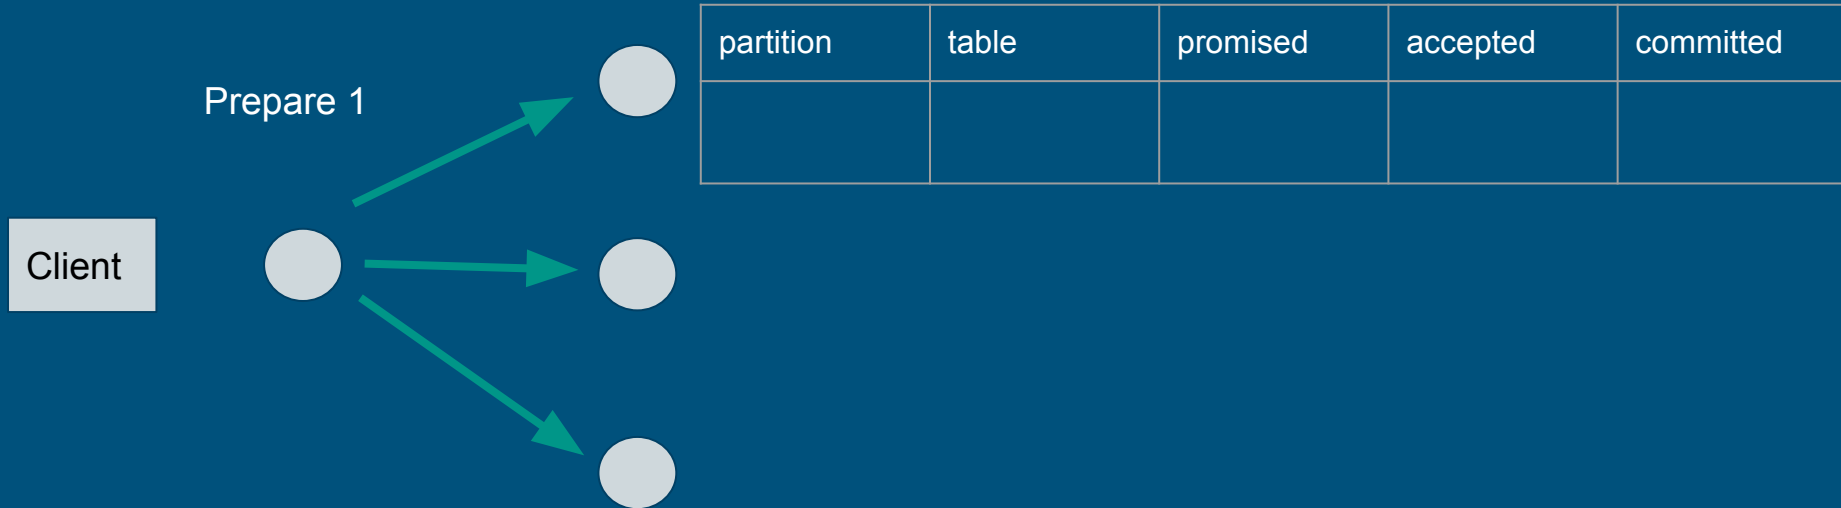 partition table promised accepted committed
Prepare 1
Client